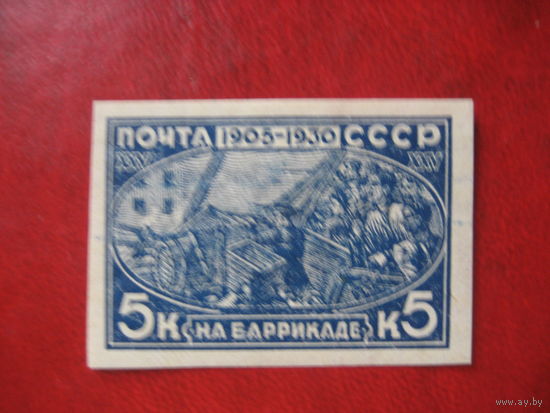 ПОЧТА 1905-1930 СССР
5К «НА БАРРИКАДЕ» К5
© www.ay.by